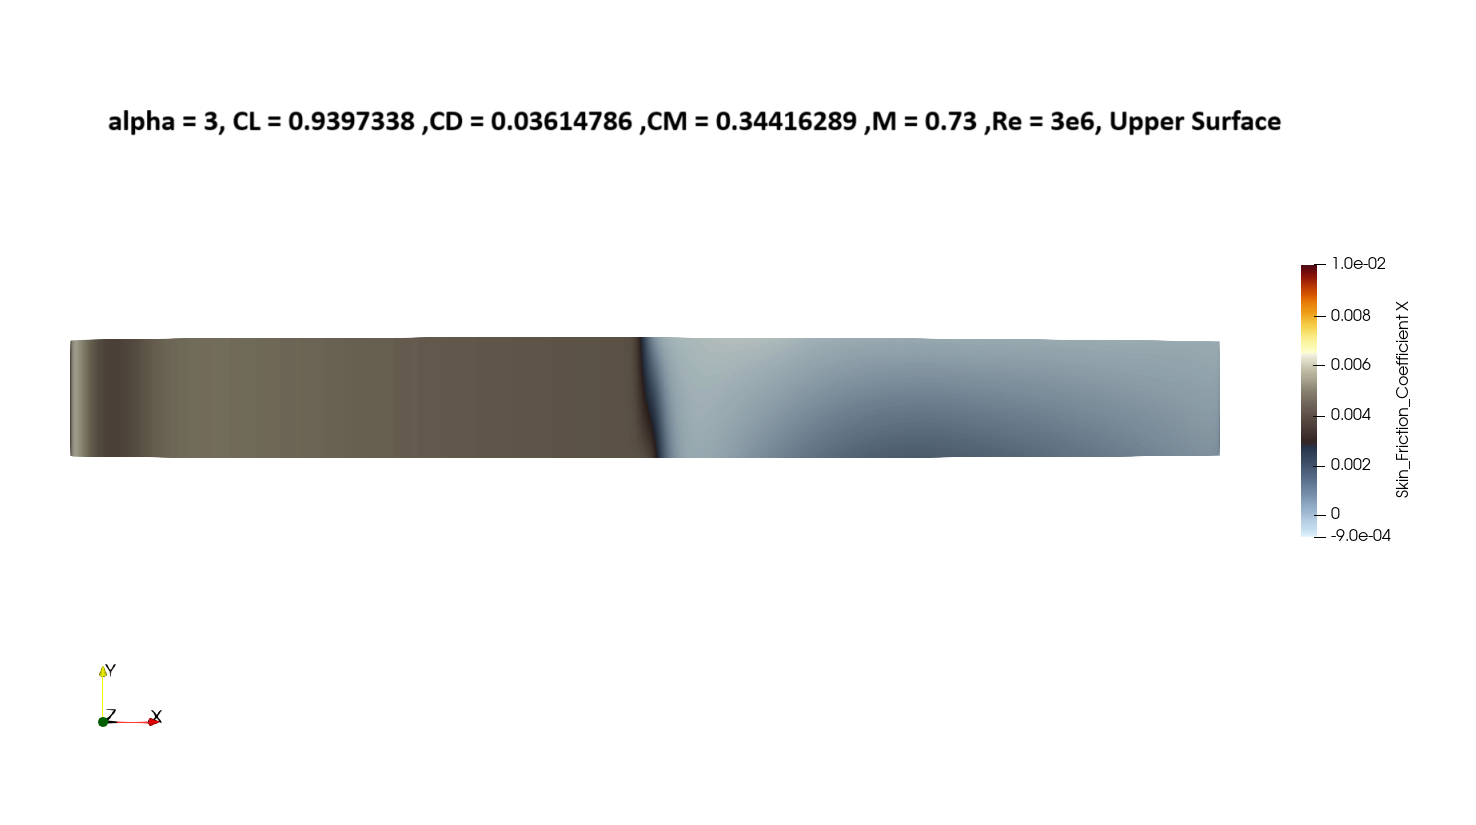 alpha = 3, CL = 0.9397338 ,CD = 0.03614786 ,CM = 0.34416289 ,M = 0.73 ,Re = 3e6, Upper Surface
1.0e-02
0.008
0.006
0.004
0.002
0
-9.0e-04
Skin_Friction_Coefficient X
Y
Z
X